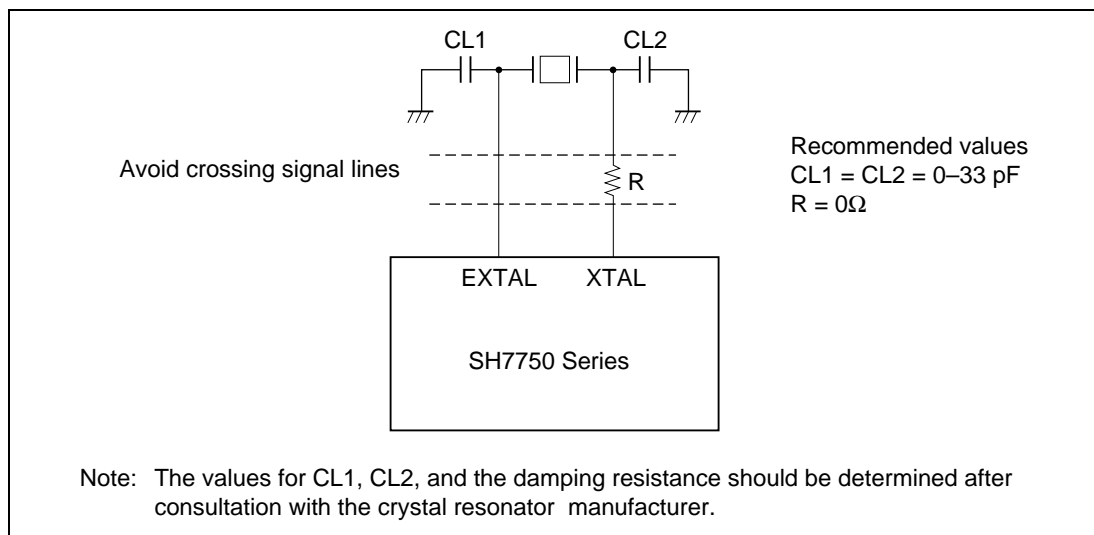 CL1 CL2
Avoid crossing signal lines
R
Recommended values
CL1 = CL2 = 0–33 pF
R = 0Ω
EXTAL XTAL
SH7750 Series
Note: The values for CL1, CL2, and the damping resistance should be determined after
consultation with the crystal resonator manufacturer.